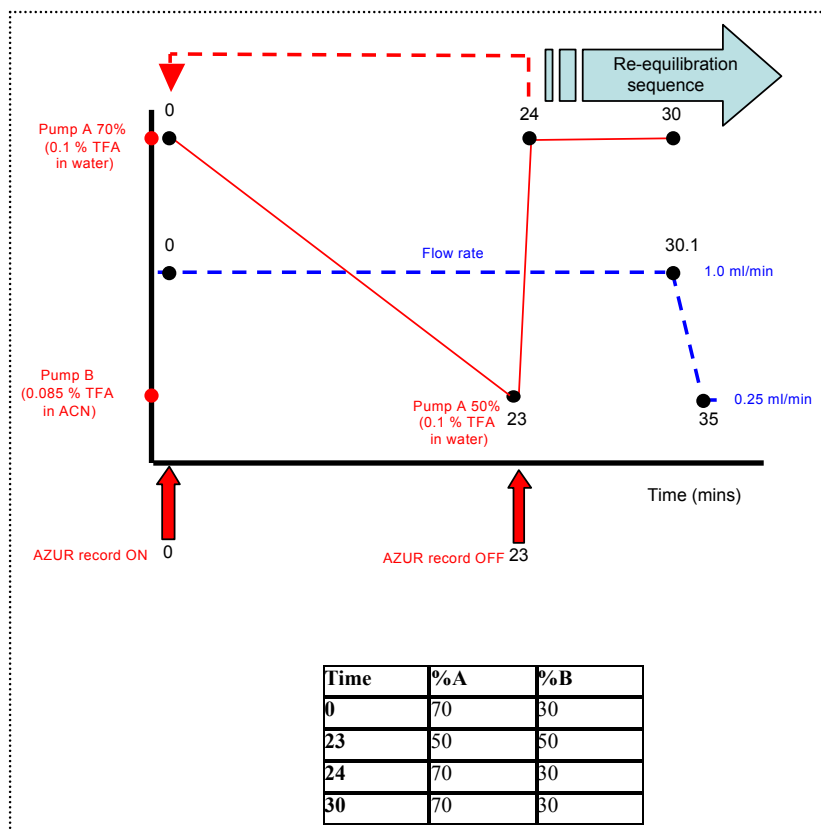 Re-equilibration
sequence
0
24
30
Pump A 70%
(0.1 % TFA
in water)
0
30.1
Flow rate
1.0 ml/min
Pump B
(0.085 % TFA
in ACN)
Pump A 50%
(0.1 % TFA
in water)
23
35
0.25 ml/min
Time (mins)
AZUR record ON
0
AZUR record OFF
23
Time %A %B
0 70 30
23 50 50
24 70 30
30 70 30